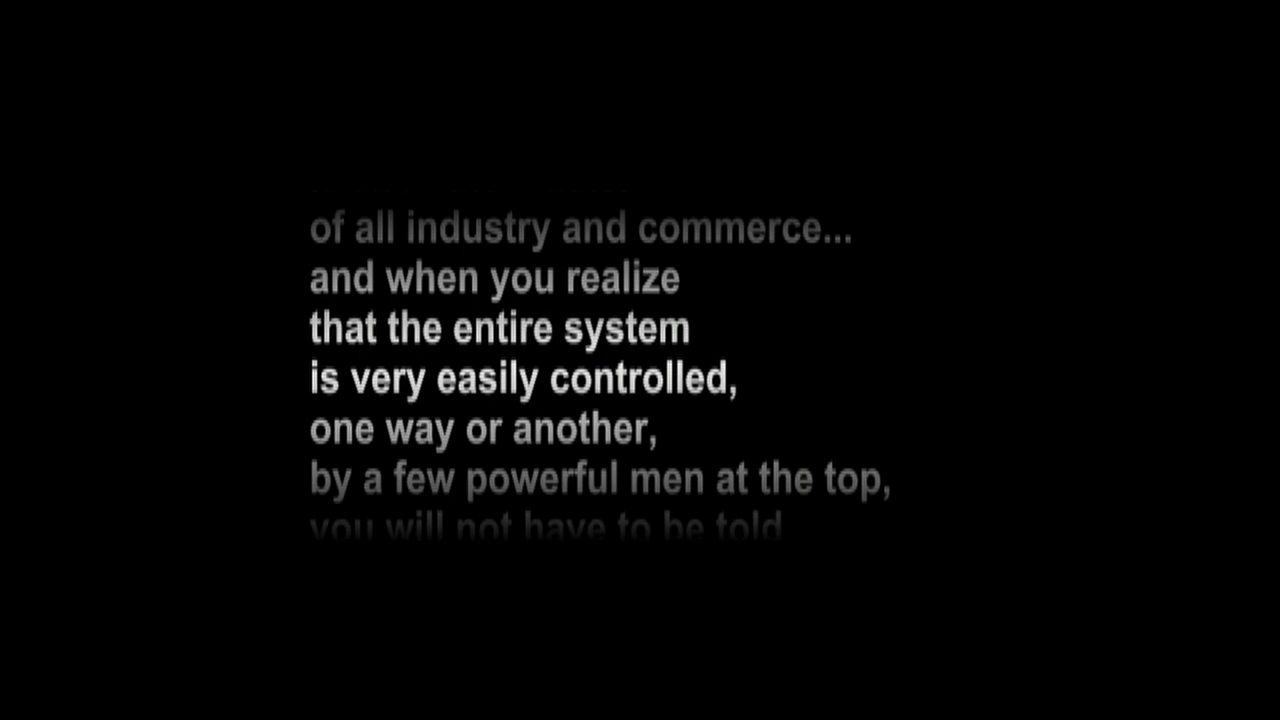 of all industry and commerce...
and when you realize
that the entire system
is very easily controlled,
one way or another,
by a few powerful men at the top,
you will not have to be told